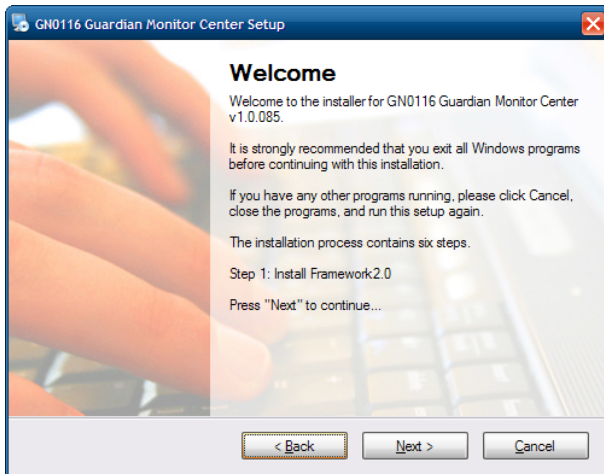 GN0116 Guardian Monitor Center Setup
Welcome
Welcome to the installer for GN0116 Guardian Monitor Center
v1.0.085.
It is strongly recommended that you exit all Windows programs
before continuing with this installation.
If you have any other programs running, please click Cancel,
close the programs, and run this setup again.
The installation process contains six steps.
Step 1: Install Framework2.0
Press "Next" to continue...
< Back
Next >
Cancel